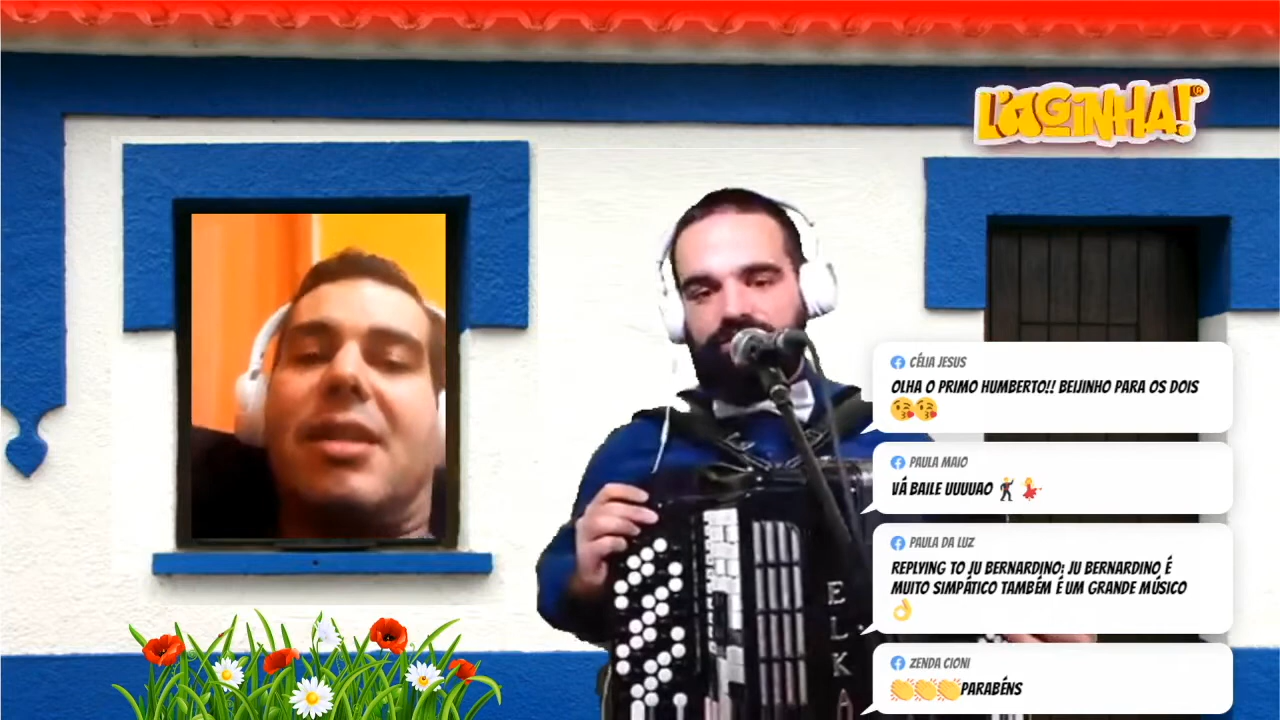 L'AGINHA!
CÉLIA JESUS
OLHA O PRIMO HUMBERTO!! BEIJINHO PARA OS DOIS
😘😘
PAULA MAIO
VÁ BAILE UUUUAO 🕺💃
PAULA DA LUZ
REPLYING TO JU BERNARDINO: JU BERNARDINO É
MUITO SIMPÁTICO TAMBÉM É UM GRANDE MÚSICO
👌
ZENDA CIONI
👏👏👏PARABÉNS
ELKA